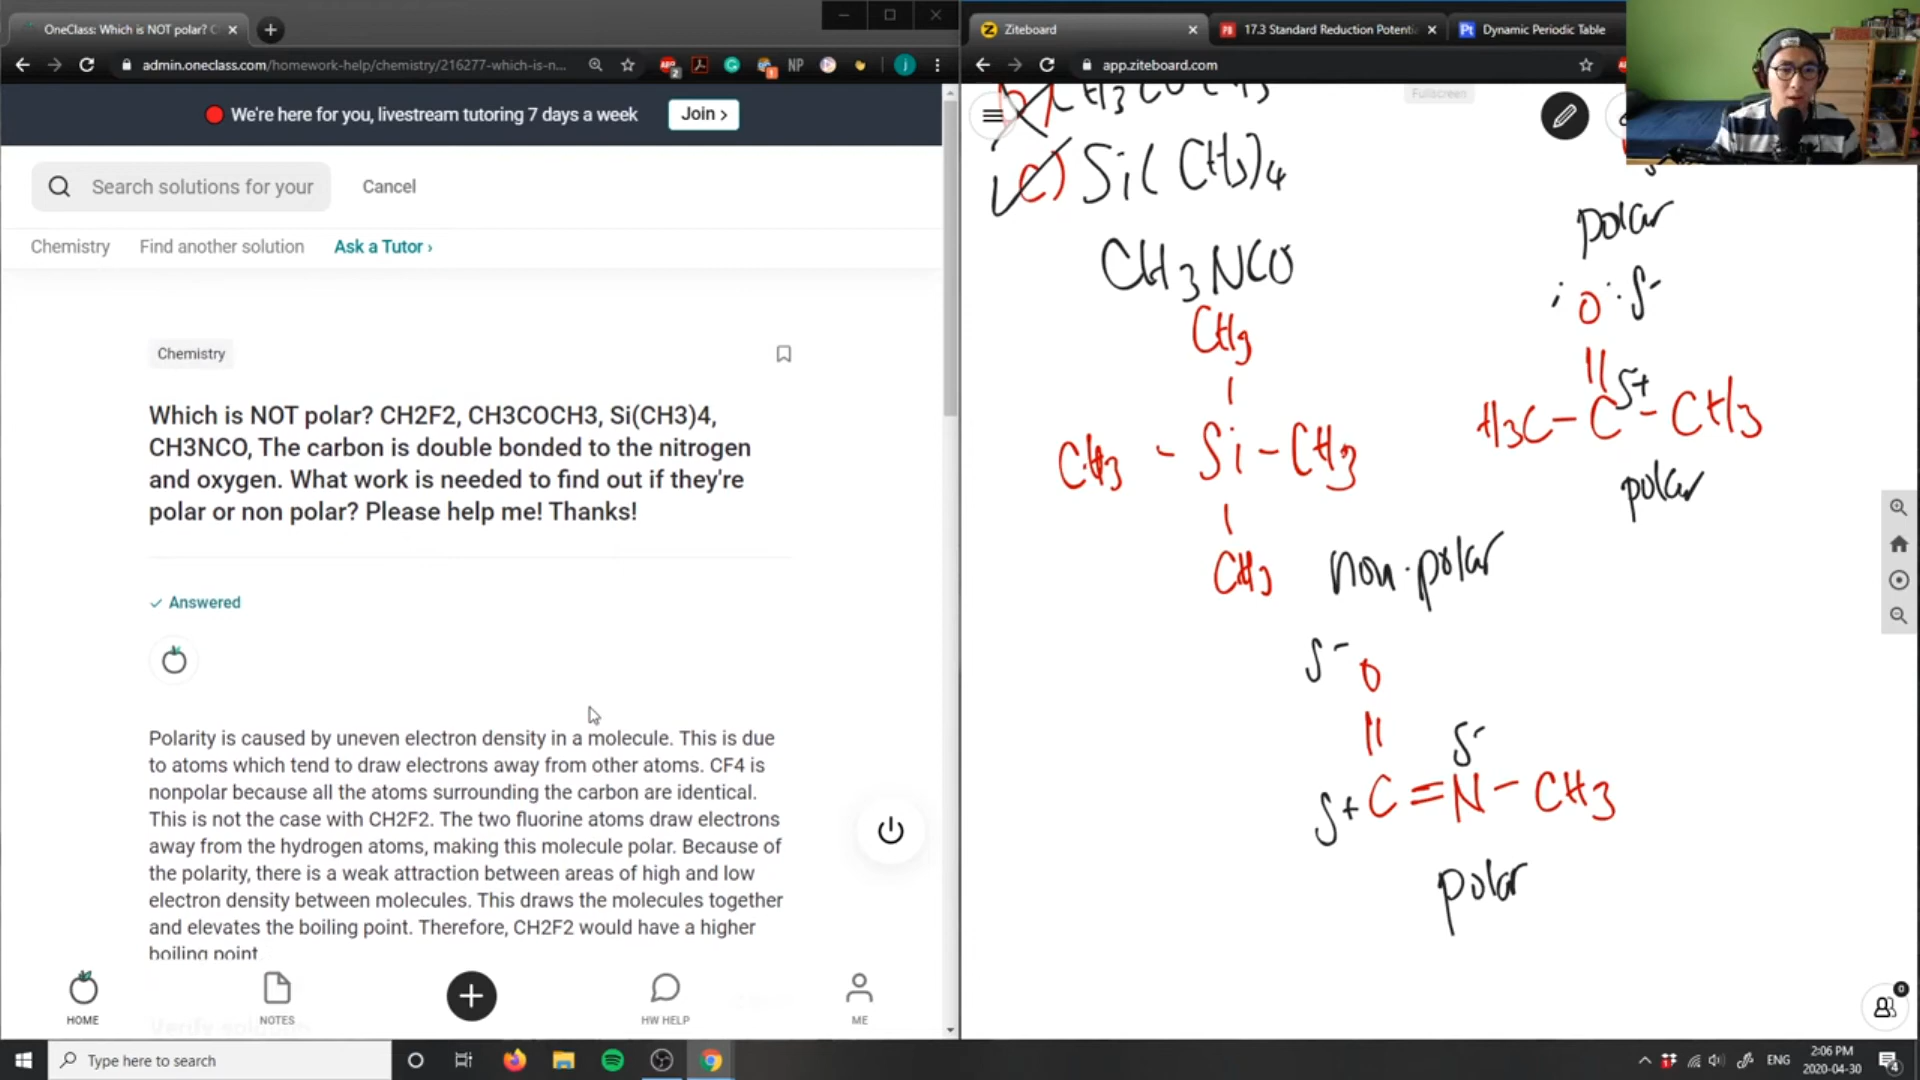 OneClass: Which is NOT polar? C
admin.oneclass.com/homework-help/chemistry/216277-which-is-n...
We're here for you, livestream tutoring 7 days a week
Join >
Search solutions for your
Cancel
Chemistry
Find another solution
Ask a Tutor ›
Chemistry
Which is NOT polar? CH2F2, CH3COCH3, Si(CH3)4,
CH3NCO, The carbon is double bonded to the nitrogen
and oxygen. What work is needed to find out if they're
polar or non polar? Please help me! Thanks!
Answered
Polarity is caused by uneven electron density in a molecule. This is due
to atoms which tend to draw electrons away from other atoms. CF4 is
nonpolar because all the atoms surrounding the carbon are identical.
This is not the case with CH2F2. The two fluorine atoms draw electrons
away from the hydrogen atoms, making this molecule polar. Because of
the polarity, there is a weak attraction between areas of high and low
electron density between molecules. This draws the molecules together
and elevates the boiling point. Therefore, CH2F2 would have a higher
boiling point.
HOME
NOTES
HW HELP
ME
Type here to search
Ziteboard
17.3 Standard Reduction Potenti
Dynamic Periodic Table
app.ziteboard.com
Fullscreen
b) CH3COCH3
c) Si(CH3)4
CH3NCO
CH3
CH3 - Si - CH3
CH3
non-polar
polar
O δ-
δ+
H3C - C - CH3
polar
δ- O
δ-
δ+ C = N - CH3
polar
0
ENG
2:06 PM
2020-04-30
4